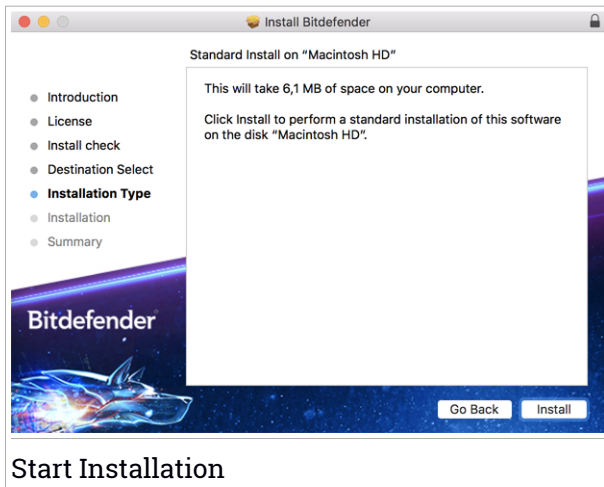 Install Bitdefender
Standard Install on “Macintosh HD”
Introduction
License
Install check
Destination Select
Installation Type
Installation
Summary
This will take 6,1 MB of space on your computer.
Click Install to perform a standard installation of this software
on the disk “Macintosh HD”.
Bitdefender
Go Back
Install
Start Installation